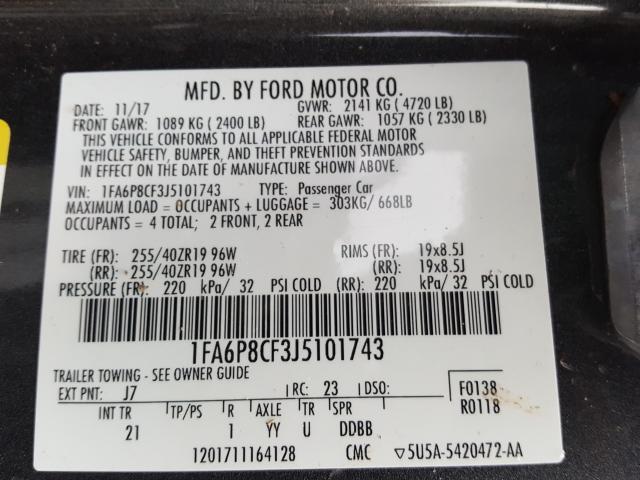 MFD. BY FORD MOTOR CO.
DATE: 11/17 GVWR: 2141 KG ( 4720 LB)
FRONT GAWR: 1089 KG ( 2400 LB) REAR GAWR: 1057 KG ( 2330 LB)
THIS VEHICLE CONFORMS TO ALL APPLICABLE FEDERAL MOTOR
VEHICLE SAFETY, BUMPER, AND THEFT PREVENTION STANDARDS
IN EFFECT ON THE DATE OF MANUFACTURE SHOWN ABOVE.
VIN: 1FA6P8CF3J5101743 TYPE: Passenger Car
MAXIMUM LOAD = OCCUPANTS + LUGGAGE = 303KG/ 668LB
OCCUPANTS = 4 TOTAL; 2 FRONT, 2 REAR
TIRE (FR): 255/40ZR19 96W RIMS (FR): 19x8.5J
(RR): 255/40ZR19 96W (RR): 19x8.5J
PRESSURE (FR): 220 kPa/ 32 PSI COLD (RR): 220 kPa/ 32 PSI COLD
1FA6P8CF3J5101743
TRAILER TOWING - SEE OWNER GUIDE
EXT PNT: J7 RC: 23 DSO: F0138
R0118
INT TR TP/PS R AXLE TR SPR
21 1 YY U DDBB
1201711164128 CMC ▽5U5A-5420472-AA